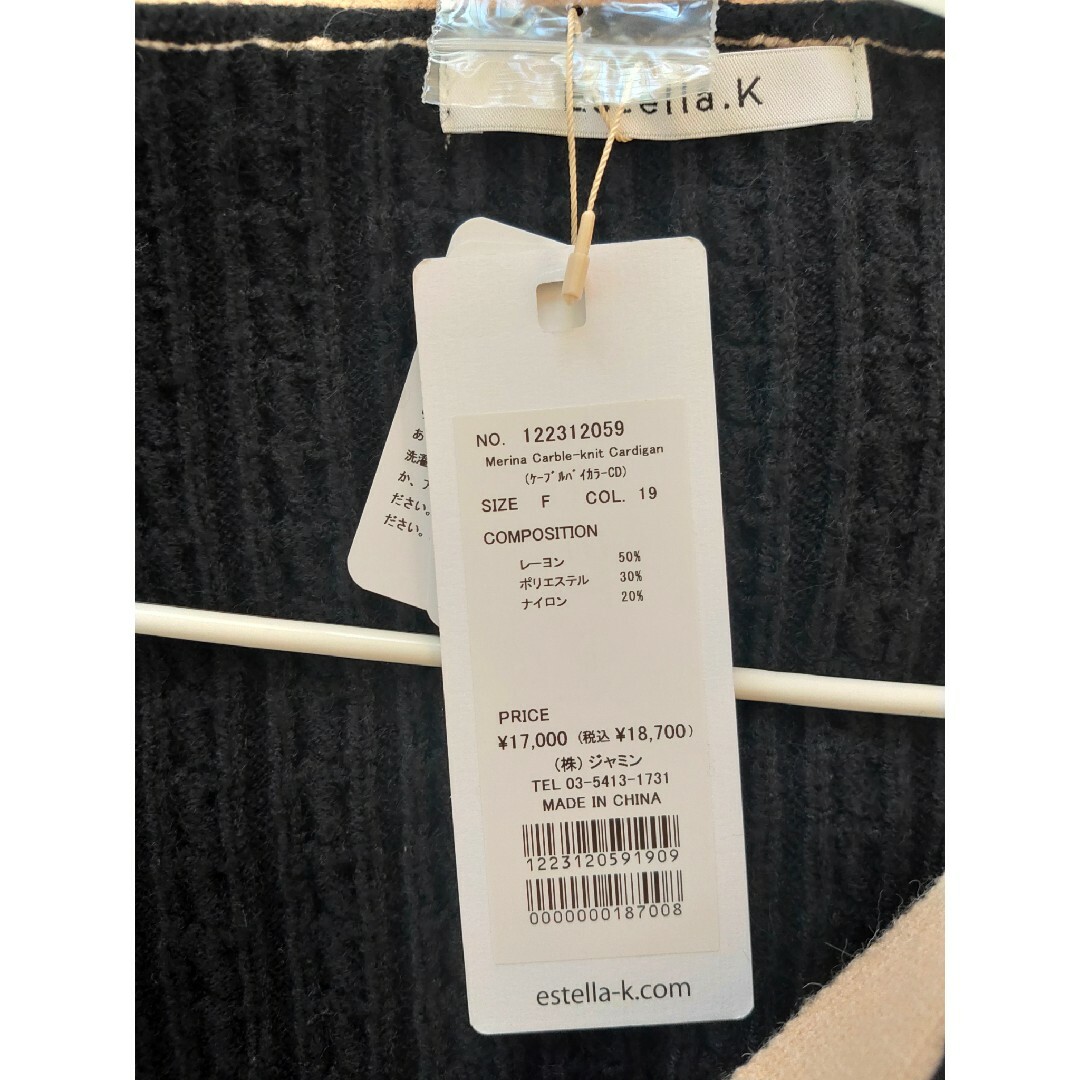 Estella.K
NO. 122312059
Merina Carble-knit Cardigan
(ｹｰﾌﾞﾙﾊﾞｲｶﾗｰCD)
SIZE F COL. 19
COMPOSITION
レーヨン 50%
ポリエステル 30%
ナイロン 20%
PRICE
¥17,000 (税込 ¥18,700)
(株)ジャミン
TEL 03-5413-1731
MADE IN CHINA
1223120591909
0000000187008
estella-k.com
あ
洗濯
か、
ださい。
ださい。